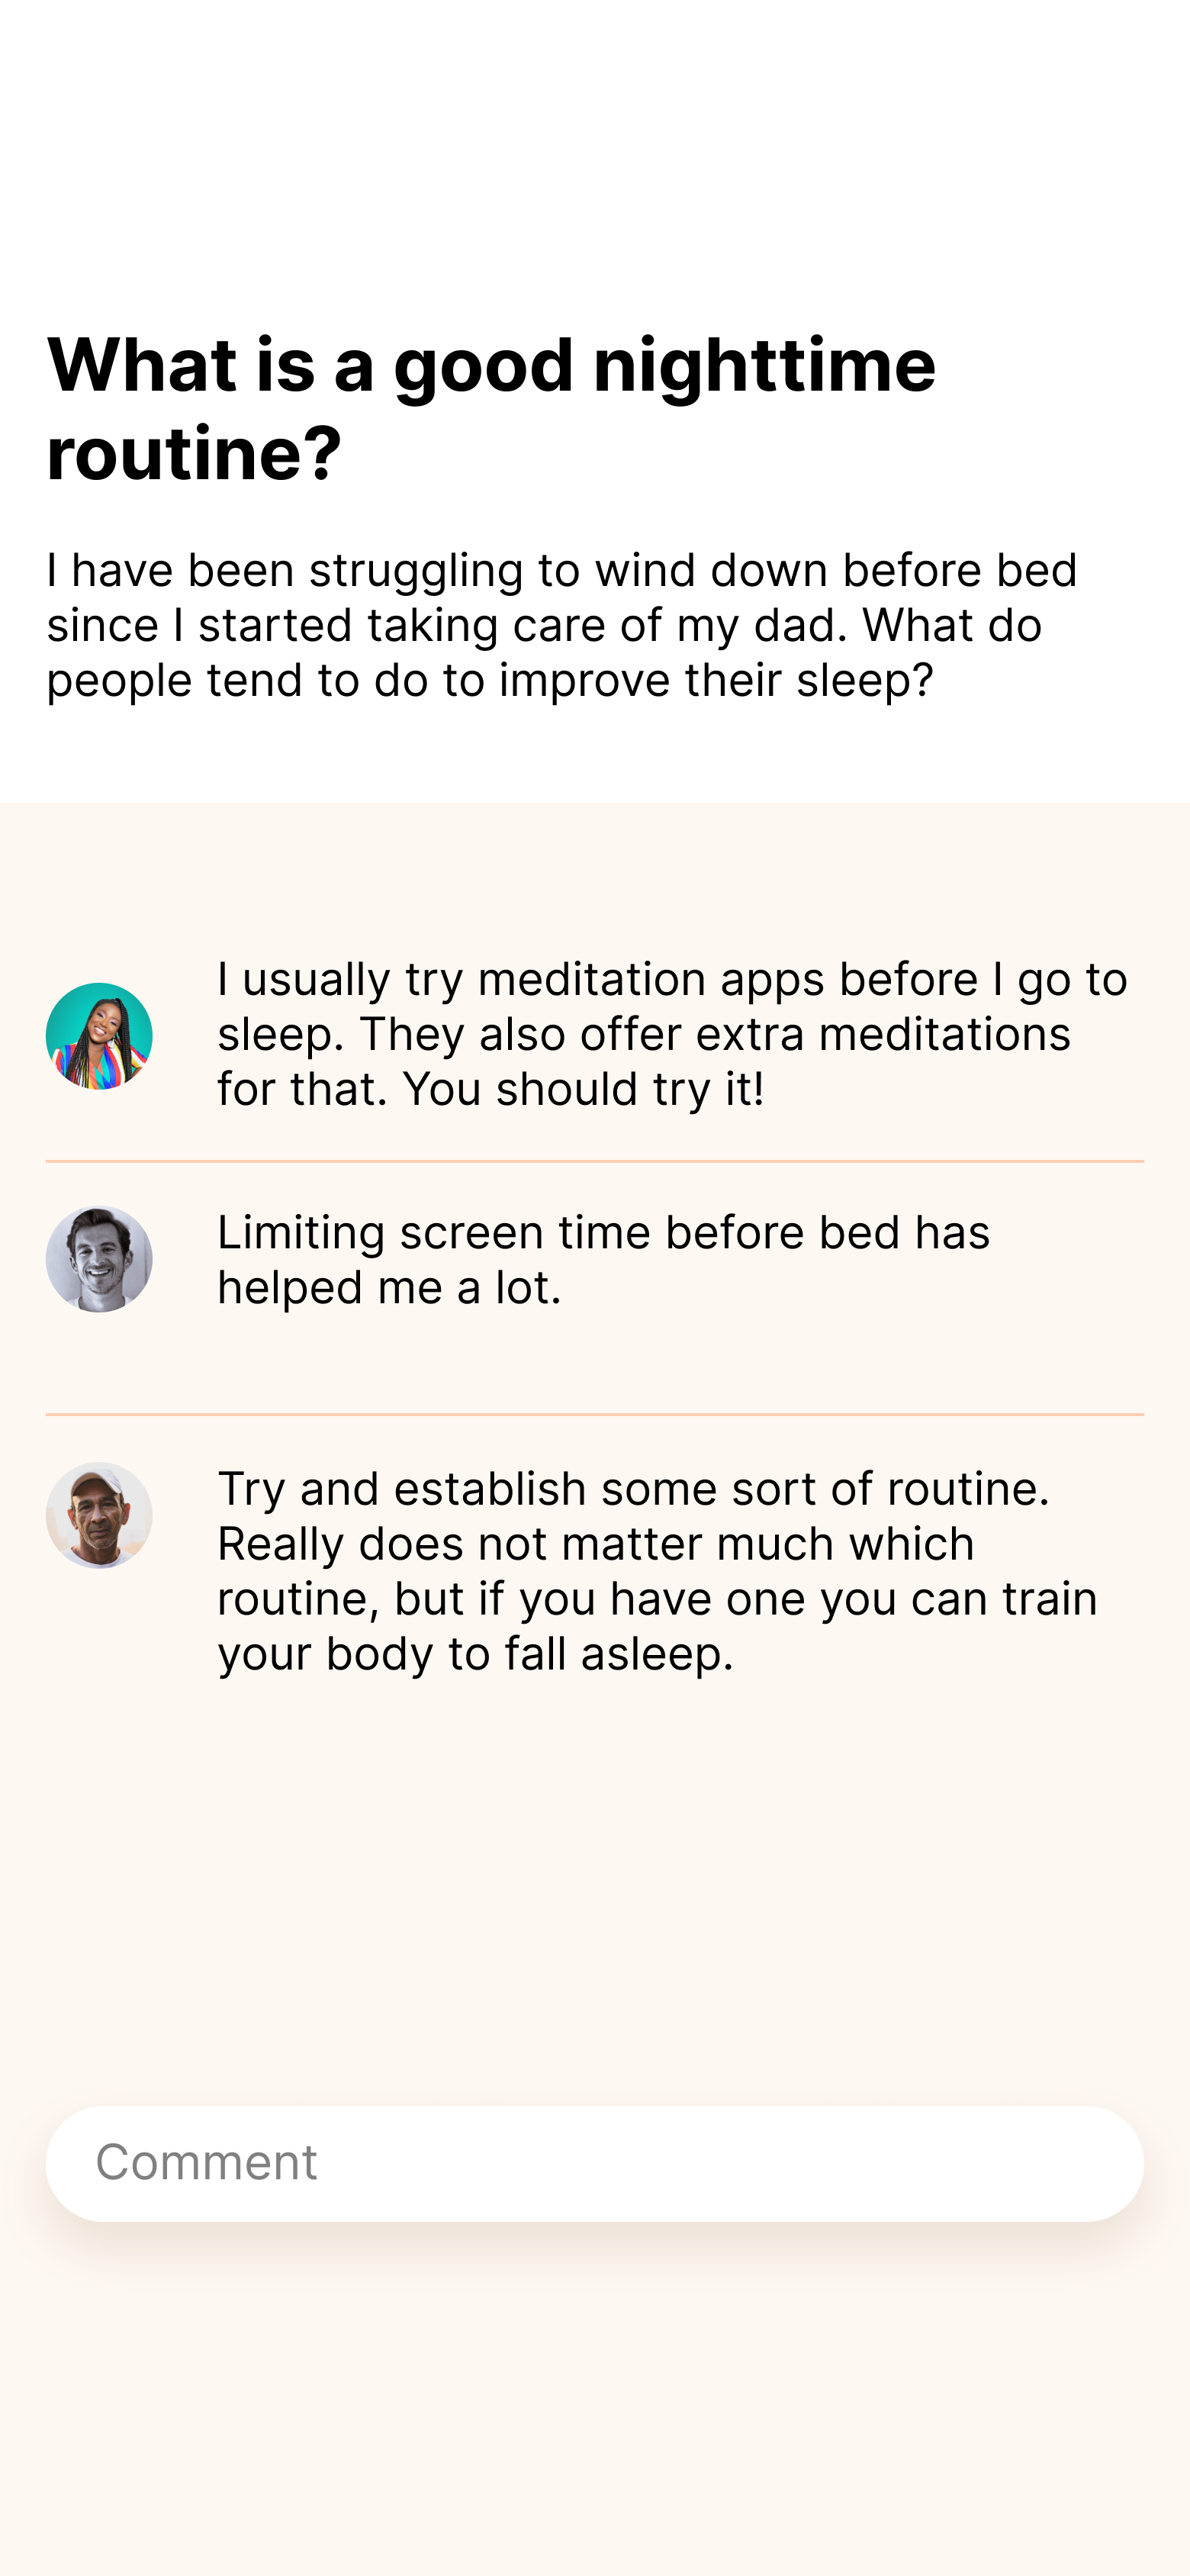 What is a good nighttime
routine?
I have been struggling to wind down before bed
since I started taking care of my dad. What do
people tend to do to improve their sleep?
I usually try meditation apps before I go to
sleep. They also offer extra meditations
for that. You should try it!
Limiting screen time before bed has
helped me a lot.
Try and establish some sort of routine.
Really does not matter much which
routine, but if you have one you can train
your body to fall asleep.
Comment